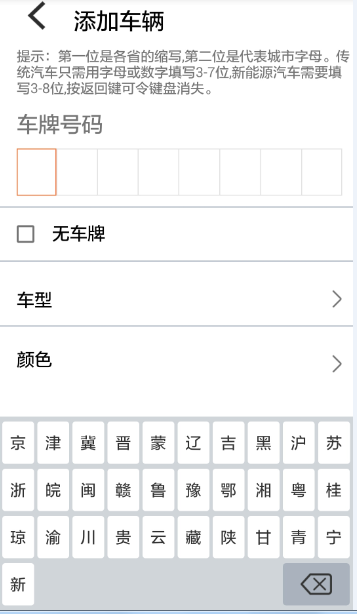 添加车辆
提示：第一位是各省的缩写,第二位是代表城市字母。传
统汽车只需用字母或数字填写3-7位,新能源汽车需要填
写3-8位,按返回键可令键盘消失。
车牌号码
无车牌
车型
颜色
京 津 冀 晋 蒙 辽 吉 黑 沪 苏
浙 皖 闽 赣 鲁 豫 鄂 湘 粤 桂
琼 渝 川 贵 云 藏 陕 甘 青 宁
新